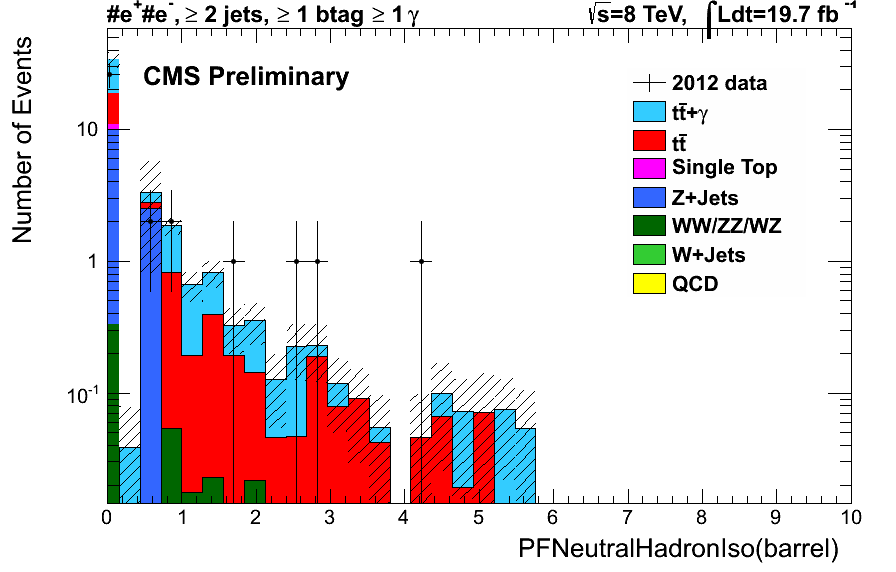 #e⁺#e⁻, ≥ 2 jets, ≥ 1 btag ≥ 1 γ
√s=8 TeV, ∫Ldt=19.7 fb⁻¹
CMS Preliminary
2012 data
tt̄+γ
tt̄
Single Top
Z+Jets
WW/ZZ/WZ
W+Jets
QCD
Number of Events
10
1
10⁻¹
0 1 2 3 4 5 6 7 8 9 10
PFNeutralHadronIso(barrel)